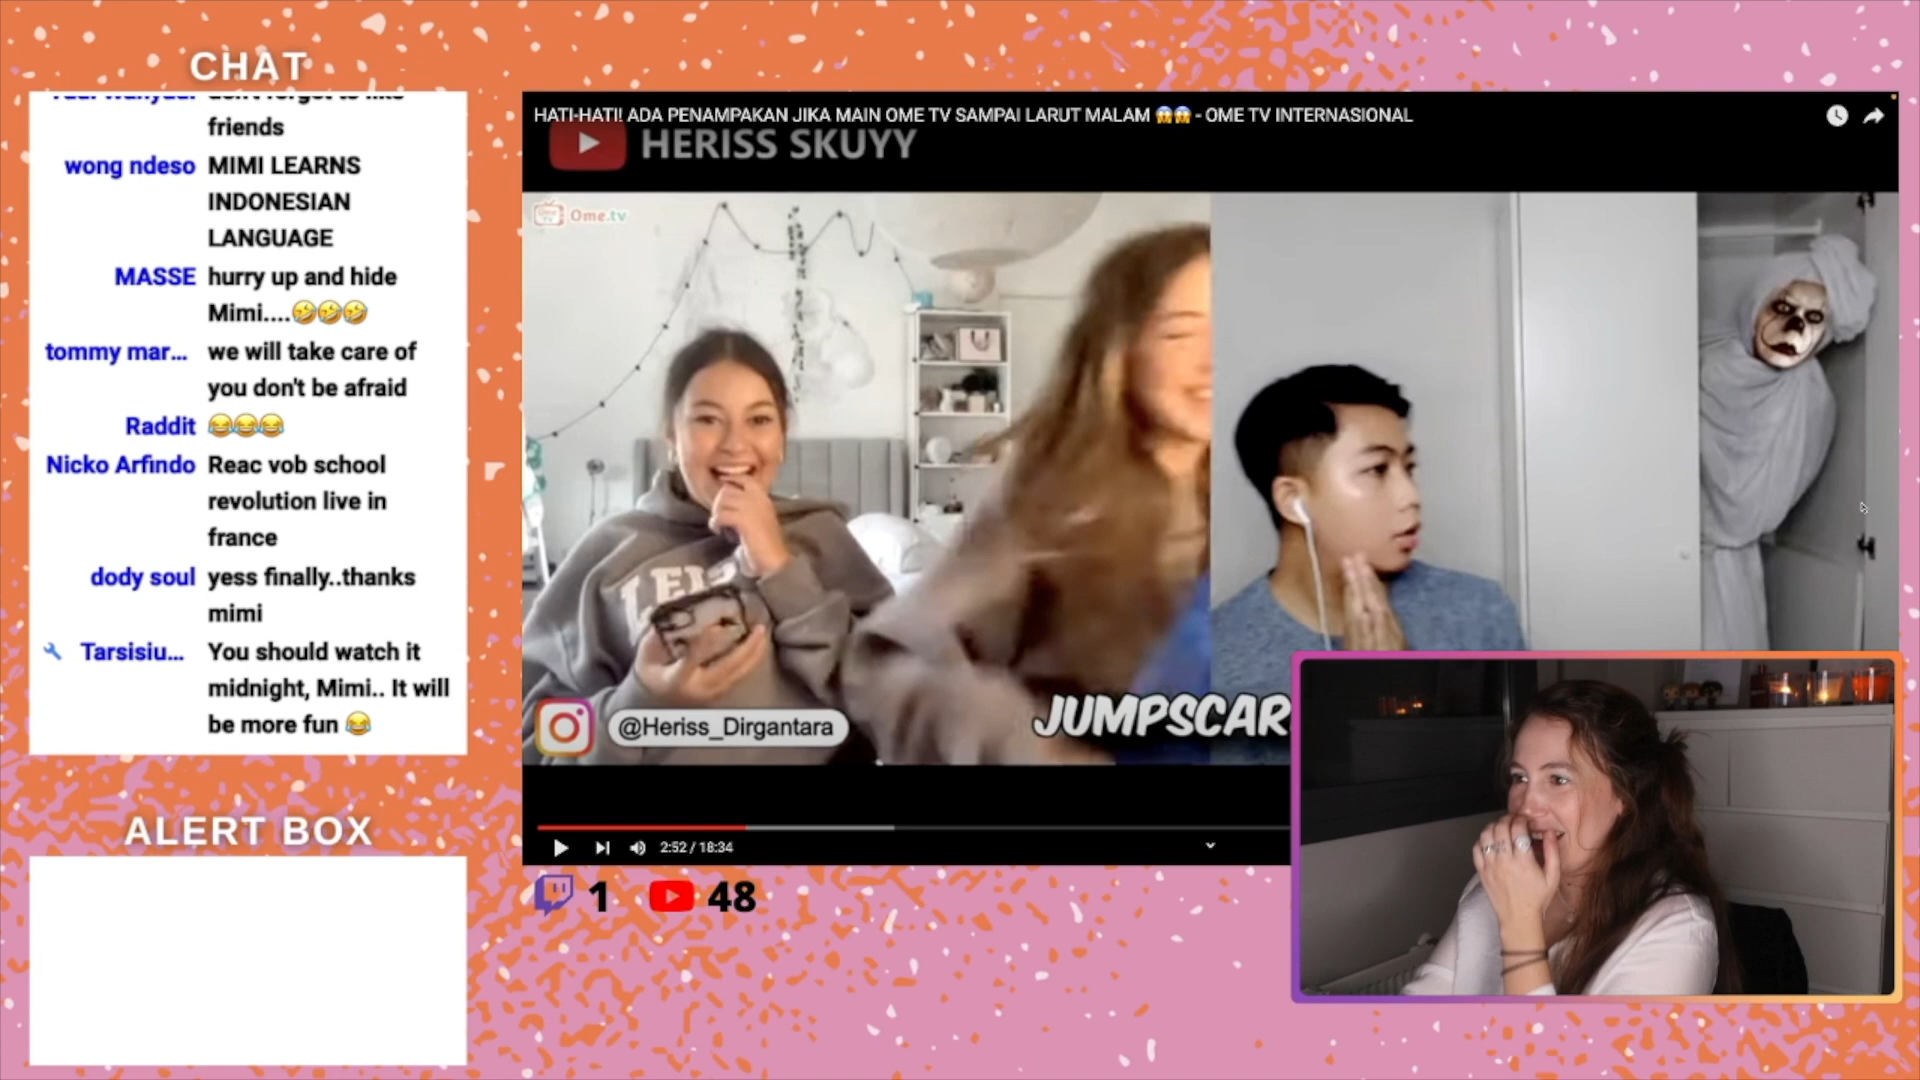 CHAT
don't forget to like
friends
wong ndeso MIMI LEARNS
INDONESIAN
LANGUAGE
MASSE hurry up and hide
Mimi....🤣🤣🤣
tommy mar... we will take care of
you don't be afraid
Raddit 😂😂😂
Nicko Arfindo Reac vob school
revolution live in
france
dody soul yess finally..thanks
mimi
Tarsisiu... You should watch it
midnight, Mimi.. It will
be more fun 😂
ALERT BOX
HATI-HATI! ADA PENAMPAKAN JIKA MAIN OME TV SAMPAI LARUT MALAM 😱😱 - OME TV INTERNASIONAL
HERISS SKUYY
Ome.tv
@Heriss_Dirgantara
JUMPSCAR
2:52 / 18:34
1
48